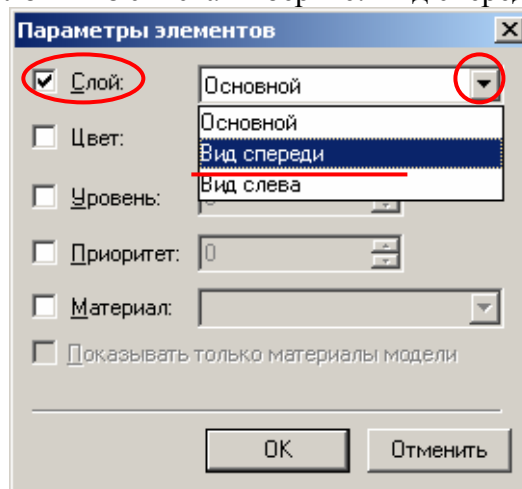 Параметры элементов
Слой: Основной
Основной
Цвет:
Вид спереди
Вид слева
Уровень:
Приоритет: 0
Материал:
Показывать только материалы модели
OK Отменить